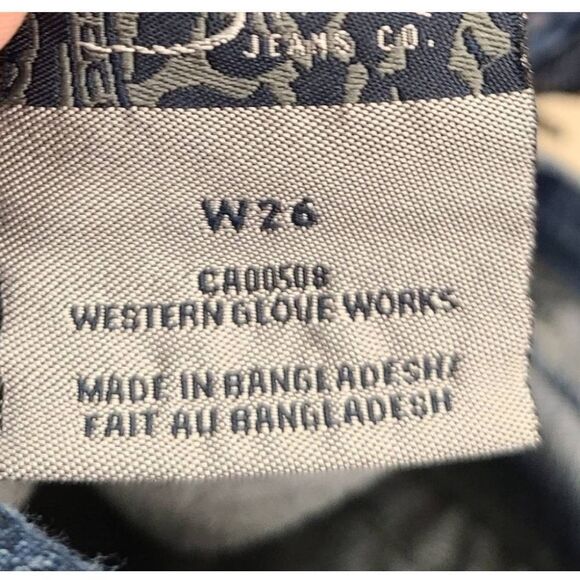 JEANS CO.
W26
CA00508
WESTERN GLOVE WORKS
MADE IN BANGLADESH/
FAIT AU BANGLADESH